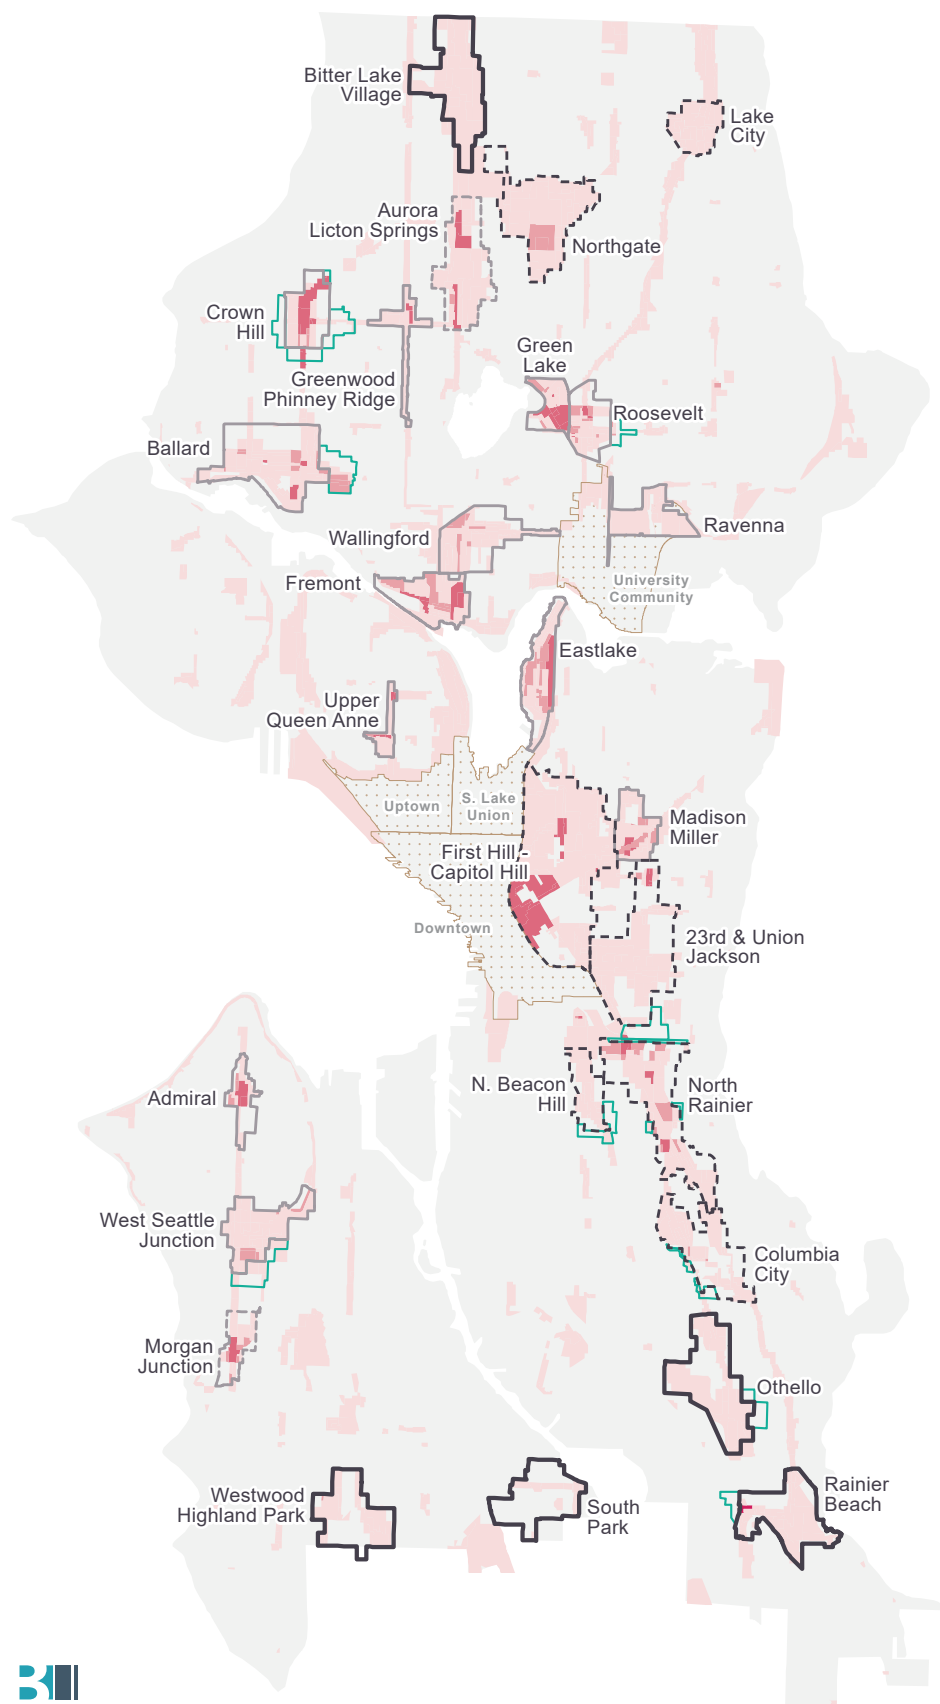 Bitter Lake
Village
Lake
City
Aurora
Licton Springs
Northgate
Crown
Hill
Green
Lake
Greenwood
Phinney Ridge
Roosevelt
Ballard
Wallingford
Ravenna
Fremont
University
Community
Eastlake
Upper
Queen Anne
Uptown
S. Lake
Union
Madison
Miller
First Hill -
Capitol Hill
Downtown
23rd & Union
Jackson
Admiral
N. Beacon
Hill
North
Rainier
West Seattle
Junction
Columbia
City
Morgan
Junction
Othello
Westwood
Highland Park
South
Park
Rainier
Beach